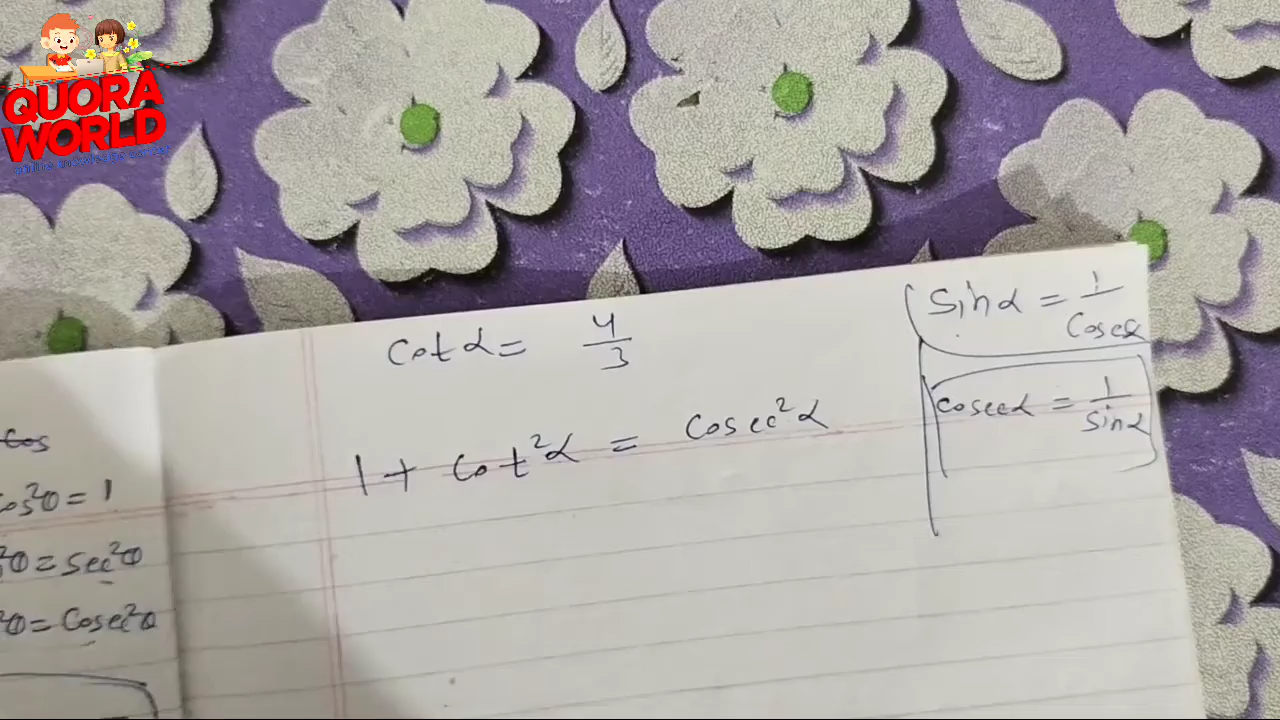 QUORA
WORLD
cot α = 4/3
1 + cot²α = cosec²α
sin α = 1/cosec α
cosec α = 1/sin α
cos
cos²θ = 1
²θ = sec²θ
²θ = cosec²θ